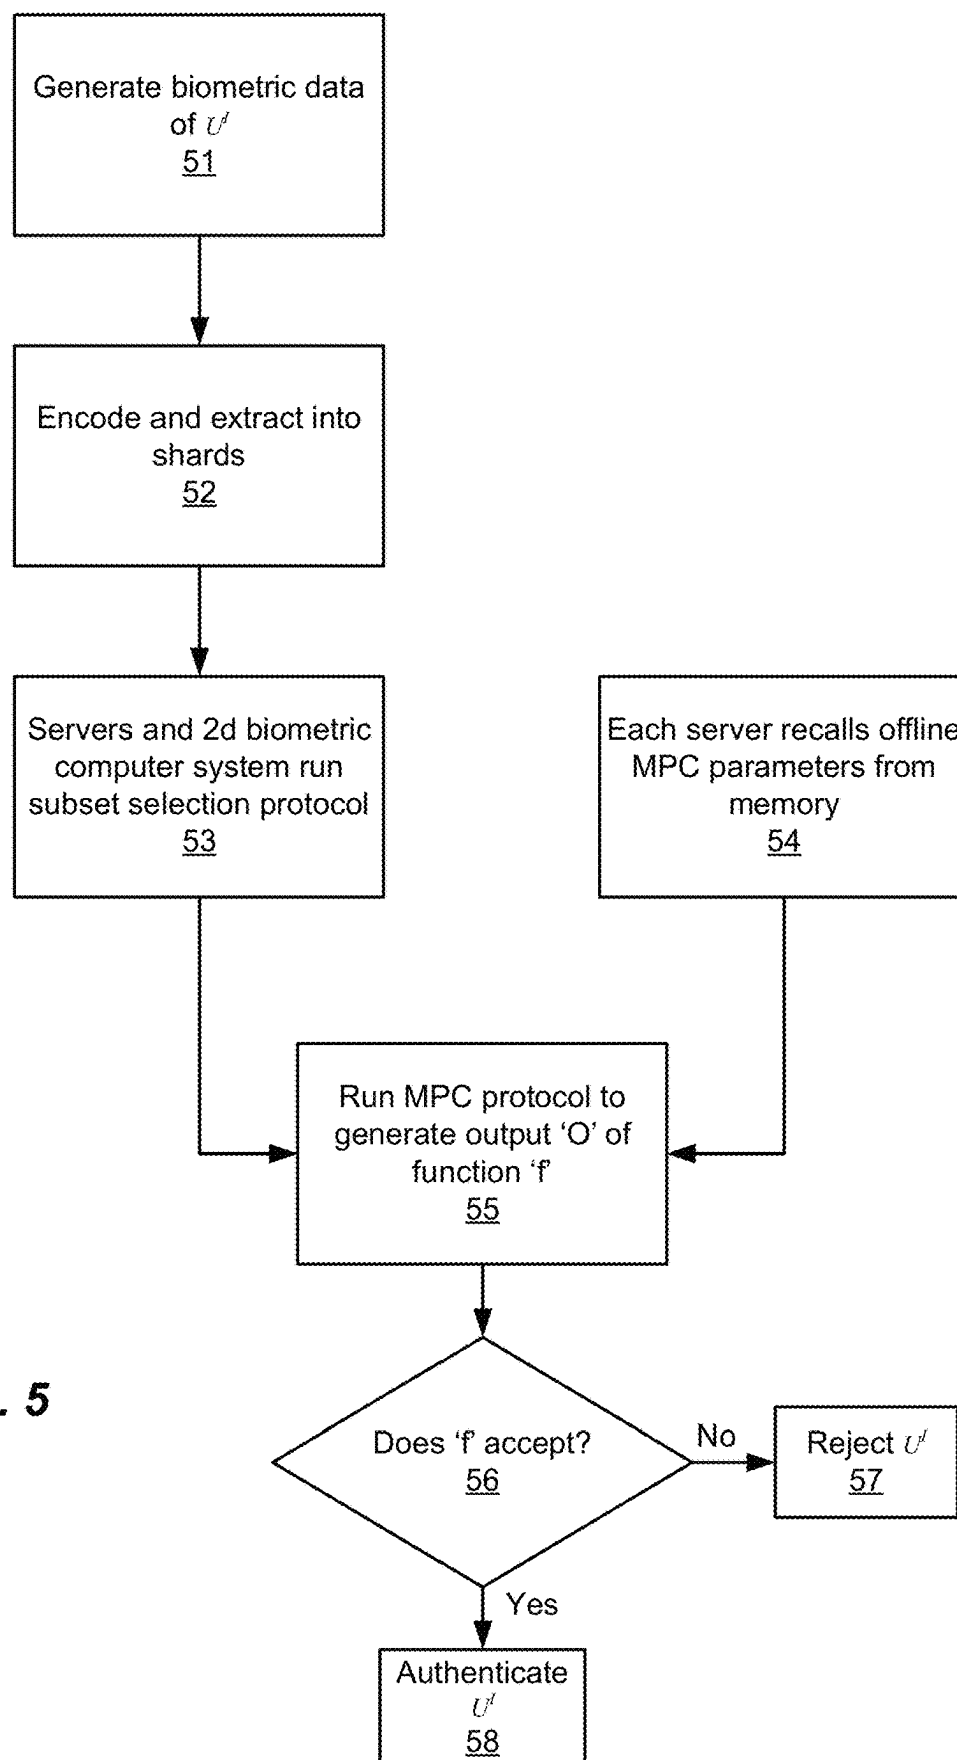 Generate biometric data
of U^I
51
Encode and extract into
shards
52
Servers and 2d biometric
computer system run
subset selection protocol
53
Each server recalls offline
MPC parameters from
memory
54
Run MPC protocol to
generate output ‘O’ of
function ‘f’
55
. 5
Does ‘f’ accept?
56
No
Reject U^I
57
Yes
Authenticate
U^I
58